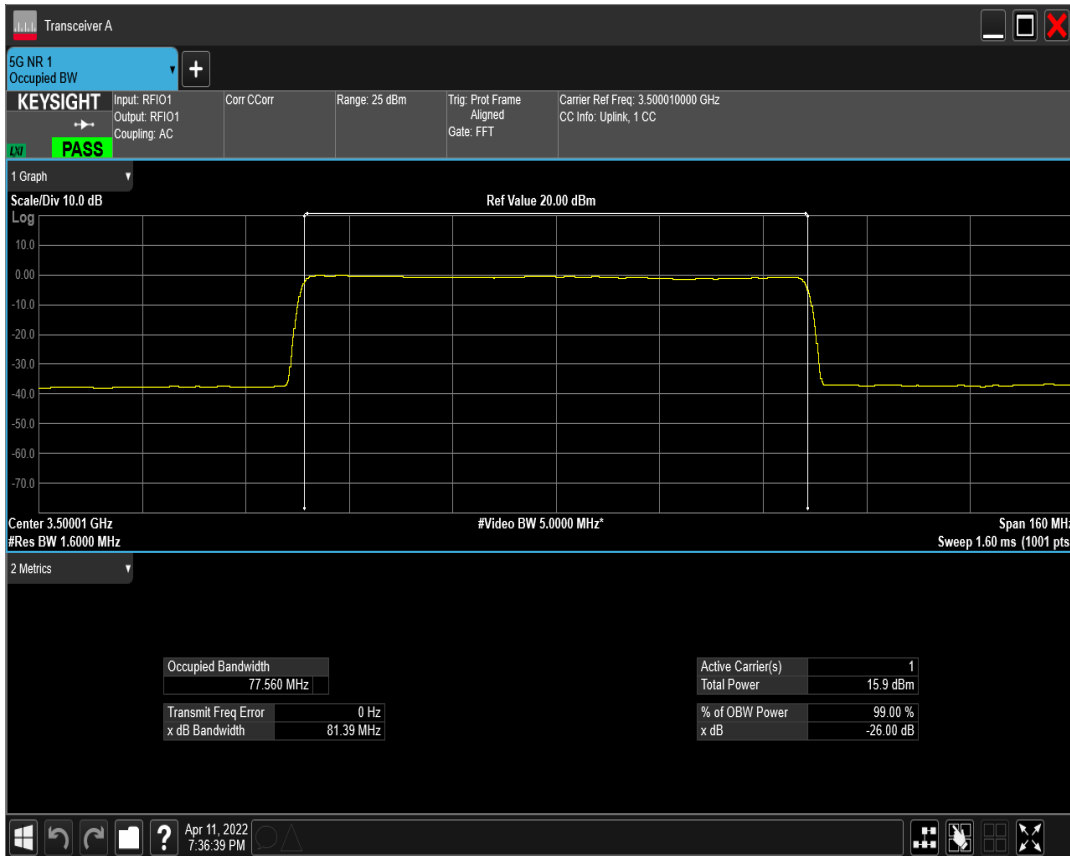 Transceiver A
5G NR 1
Occupied BW
KEYSIGHT
LXI
PASS
Input: RFIO1
Output: RFIO1
Coupling: AC
Corr CCorr
Range: 25 dBm
Trig: Prot Frame
Aligned
Gate: FFT
Carrier Ref Freq: 3.500010000 GHz
CC Info: Uplink, 1 CC
1 Graph
Scale/Div 10.0 dB
Ref Value 20.00 dBm
Log
10.0
0.00
-10.0
-20.0
-30.0
-40.0
-50.0
-60.0
-70.0
Center 3.50001 GHz
#Video BW 5.0000 MHz*
Span 160 MHz
#Res BW 1.6000 MHz
Sweep 1.60 ms (1001 pts
2 Metrics
Occupied Bandwidth
77.560 MHz
Transmit Freq Error 0 Hz
x dB Bandwidth 81.39 MHz
Active Carrier(s) 1
Total Power 15.9 dBm
% of OBW Power 99.00 %
x dB -26.00 dB
?
Apr 11, 2022
7:36:39 PM